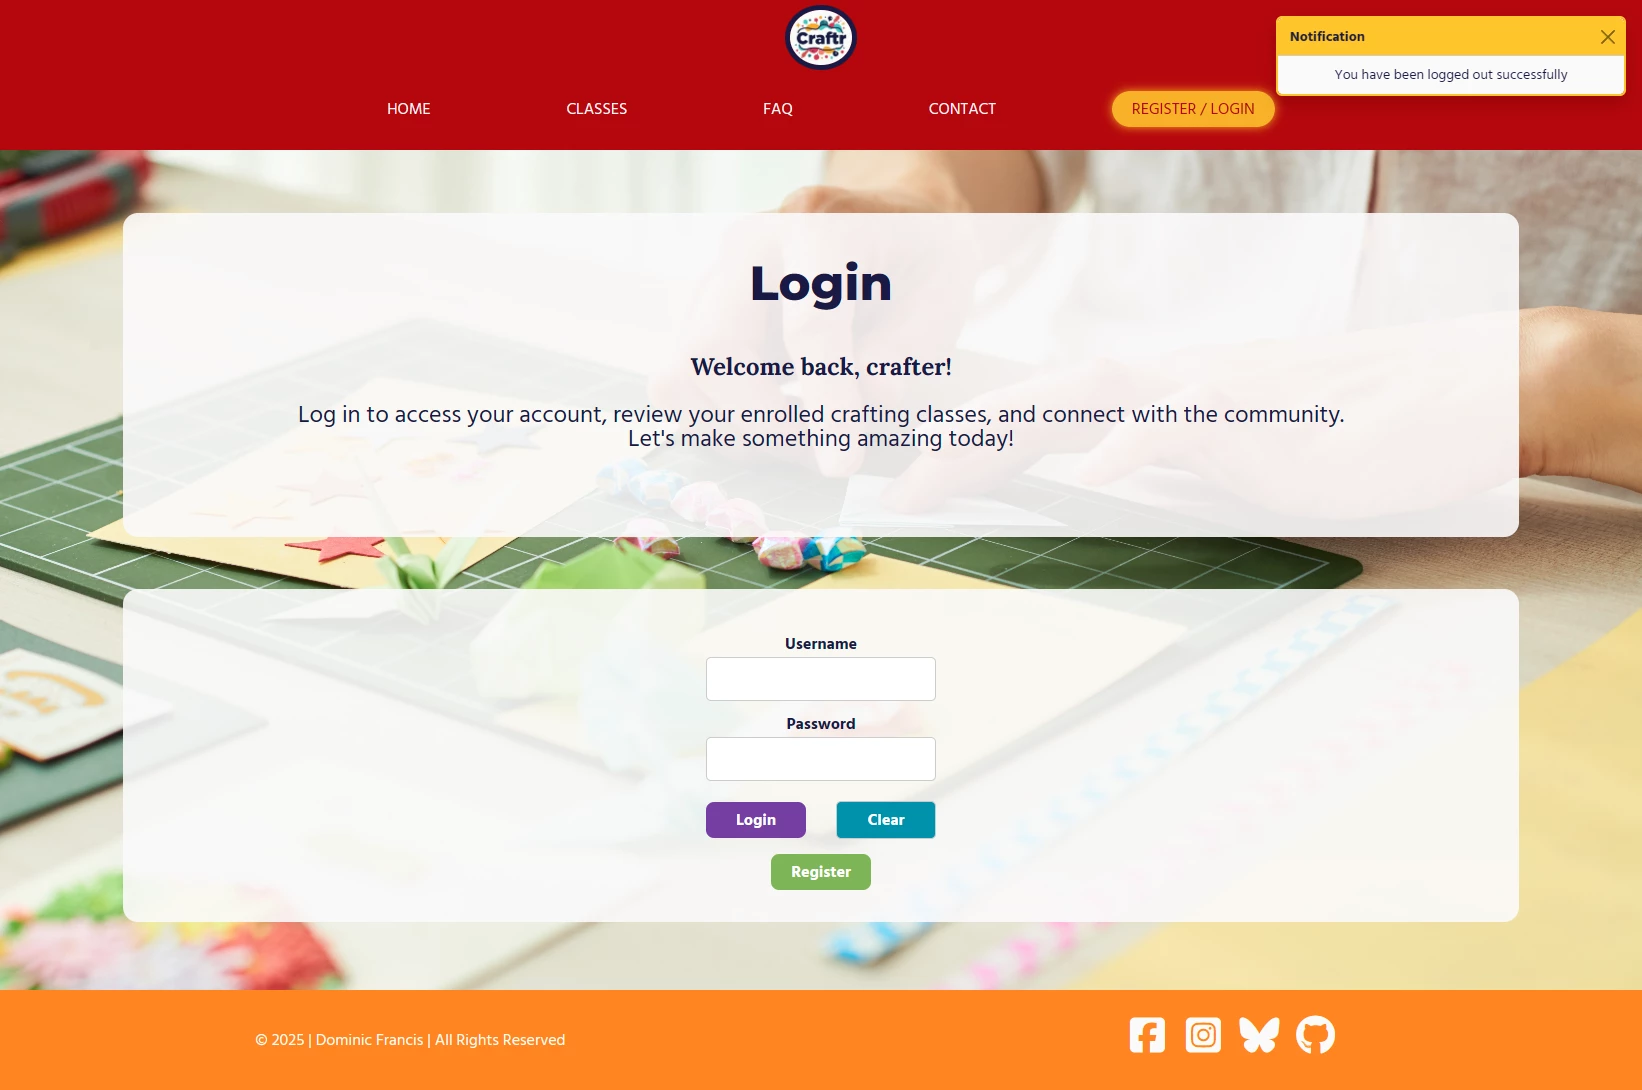 Craftr
Notification
You have been logged out successfully
HOME
CLASSES
FAQ
CONTACT
REGISTER / LOGIN
Login
Welcome back, crafter!
Log in to access your account, review your enrolled crafting classes, and connect with the community.
Let's make something amazing today!
Username
Password
Login
Clear
Register
© 2025 | Dominic Francis | All Rights Reserved